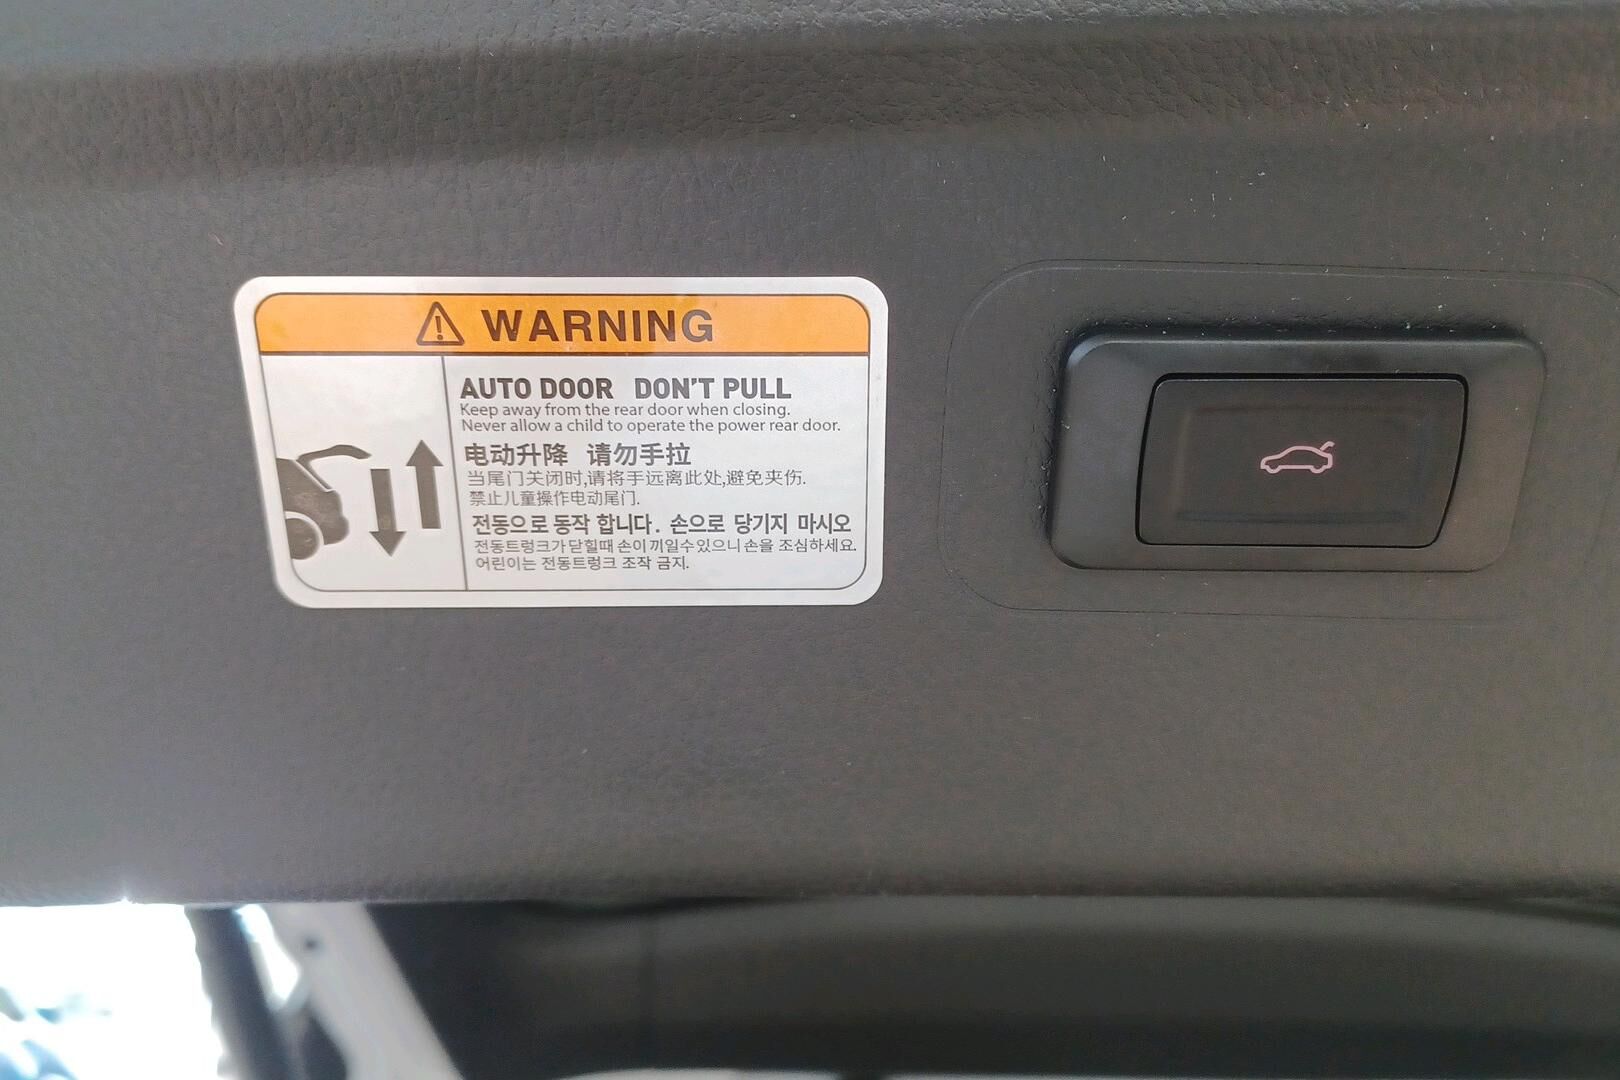 WARNING
AUTO DOOR DON'T PULL
Keep away from the rear door when closing.
Never allow a child to operate the power rear door.
电动升降 请勿手拉
当尾门关闭时,请将手远离此处,避免夹伤.
禁止儿童操作电动尾门.
전동으로 동작 합니다. 손으로 당기지 마시오
전동트렁크가 닫힐때 손이 끼일수있으니 손을 조심하세요.
어린이는 전동트렁크 조작 금지.